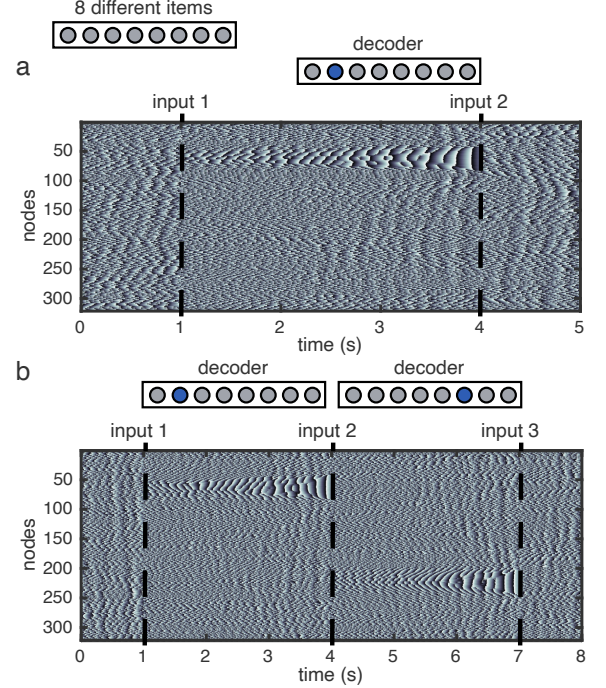 8 different items
a
decoder
input 1 input 2
nodes
50
100
150
200
250
300
0 1 2 3 4 5
time (s)
b
decoder decoder
input 1 input 2 input 3
nodes
50
100
150
200
250
300
0 1 2 3 4 5 6 7 8
time (s)